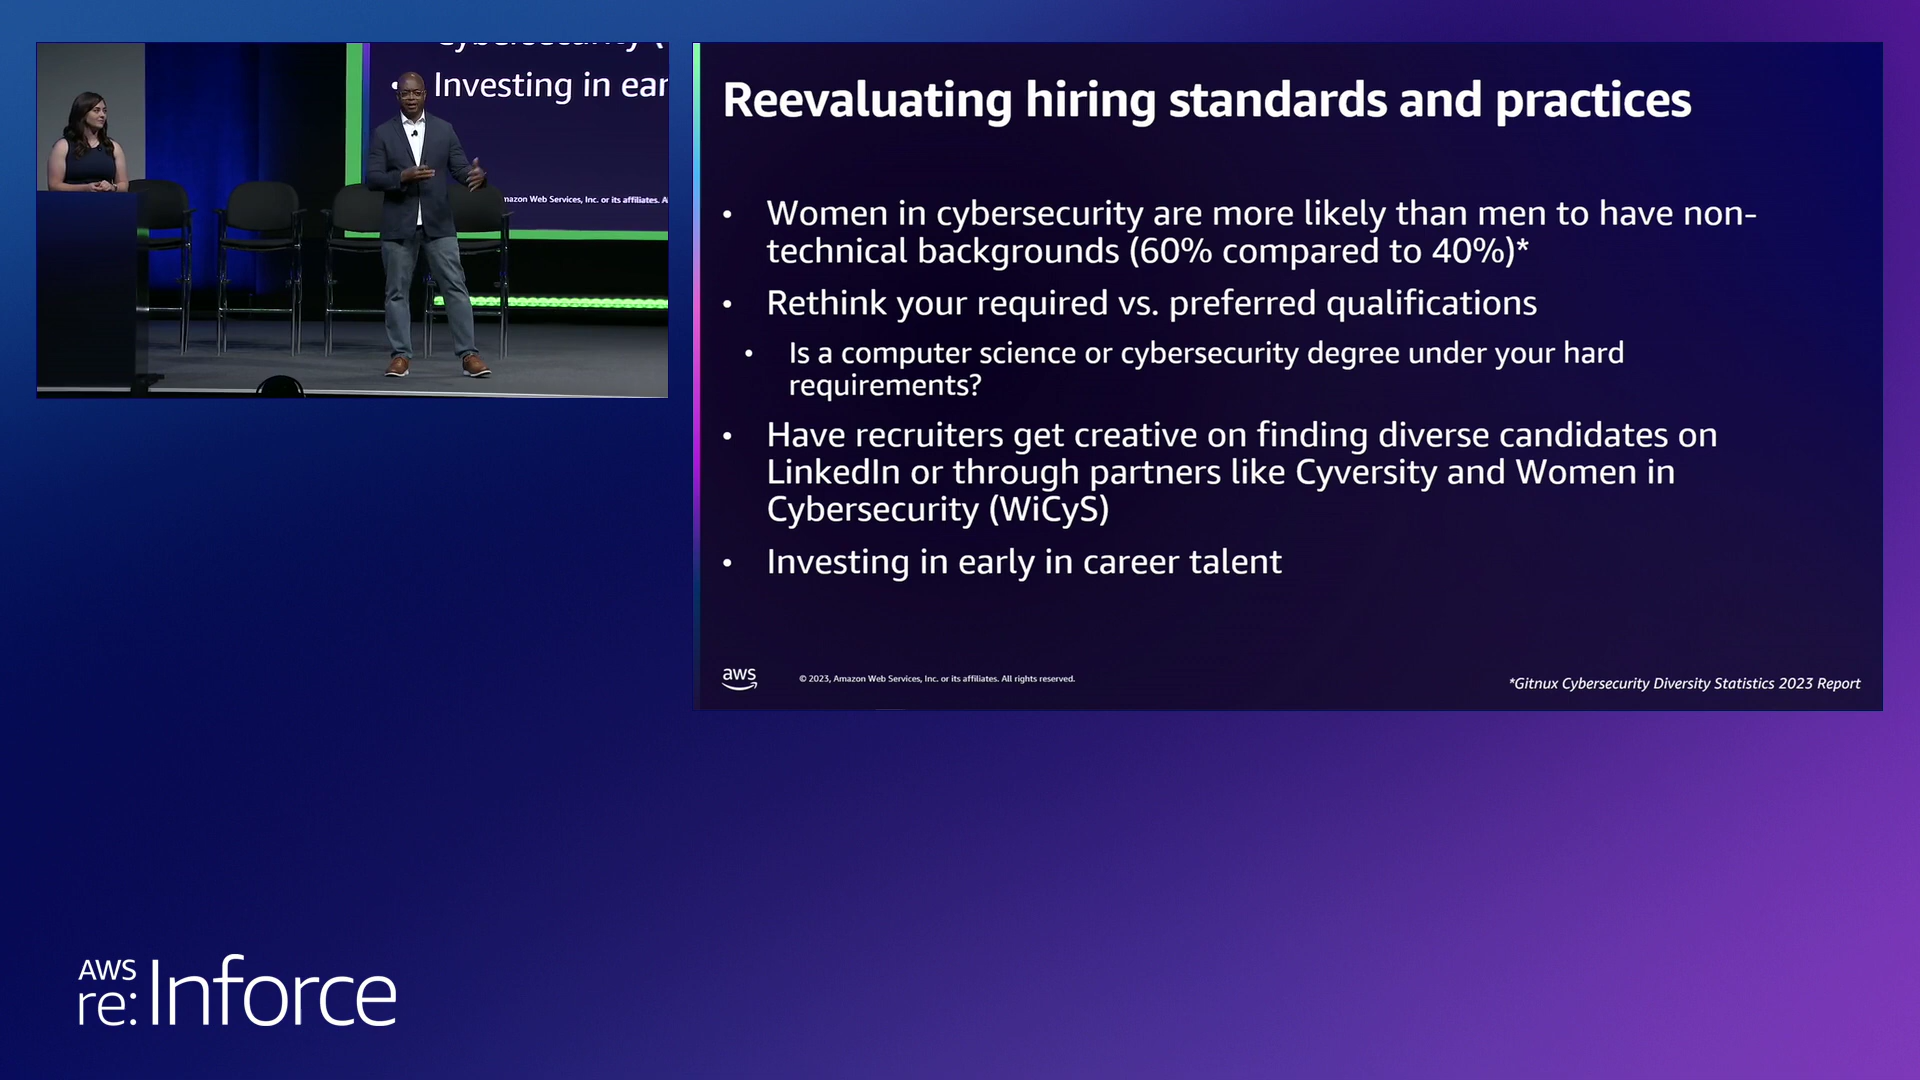 Investing in ear
mazon Web Services, Inc. or its affiliates. A
Reevaluating hiring standards and practices
• Women in cybersecurity are more likely than men to have non-
technical backgrounds (60% compared to 40%)*
• Rethink your required vs. preferred qualifications
• Is a computer science or cybersecurity degree under your hard
requirements?
• Have recruiters get creative on finding diverse candidates on
LinkedIn or through partners like Cyversity and Women in
Cybersecurity (WiCyS)
• Investing in early in career talent
aws
© 2023, Amazon Web Services, Inc. or its affiliates. All rights reserved.
*Gitnux Cybersecurity Diversity Statistics 2023 Report
AWS
re:Inforce